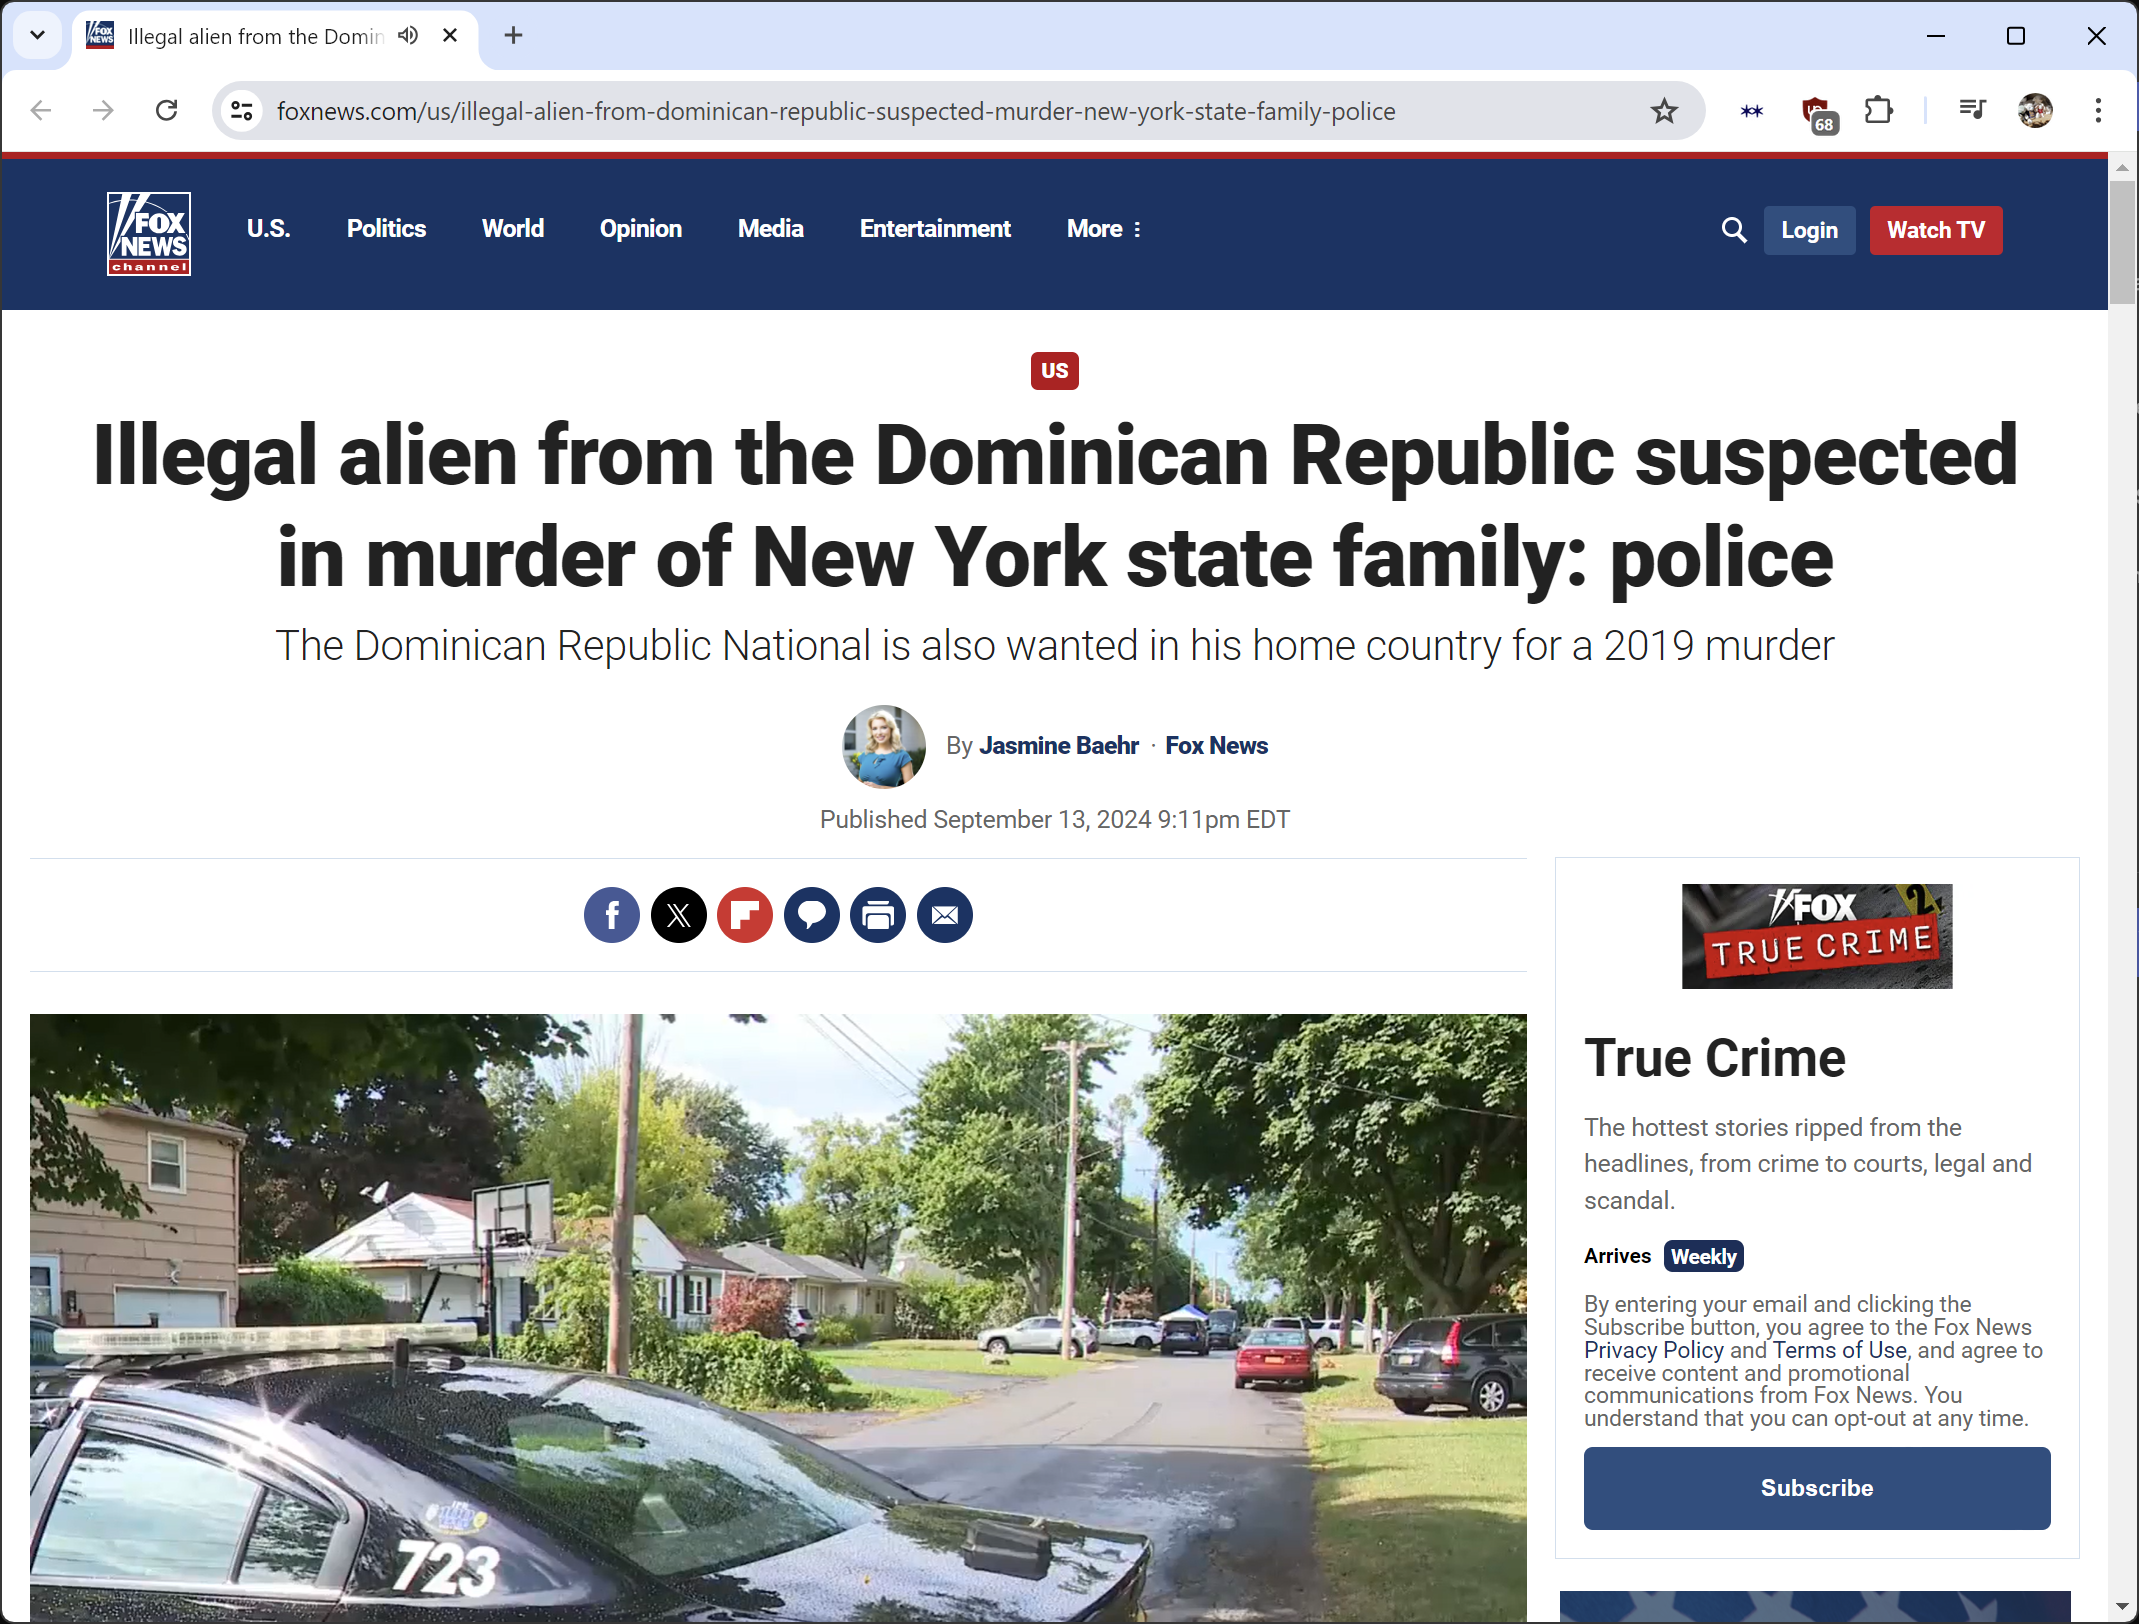 Illegal alien from the Domin
foxnews.com/us/illegal-alien-from-dominican-republic-suspected-murder-new-york-state-family-police
68
FOX
NEWS
channel
U.S. Politics World Opinion Media Entertainment More
Login
Watch TV
US
Illegal alien from the Dominican Republic suspected
in murder of New York state family: police
The Dominican Republic National is also wanted in his home country for a 2019 murder
By Jasmine Baehr · Fox News
Published September 13, 2024 9:11pm EDT
FOX
TRUE CRIME
2
True Crime
The hottest stories ripped from the
headlines, from crime to courts, legal and
scandal.
Arrives Weekly
By entering your email and clicking the
Subscribe button, you agree to the Fox News
Privacy Policy and Terms of Use, and agree to
receive content and promotional
communications from Fox News. You
understand that you can opt-out at any time.
Subscribe
723